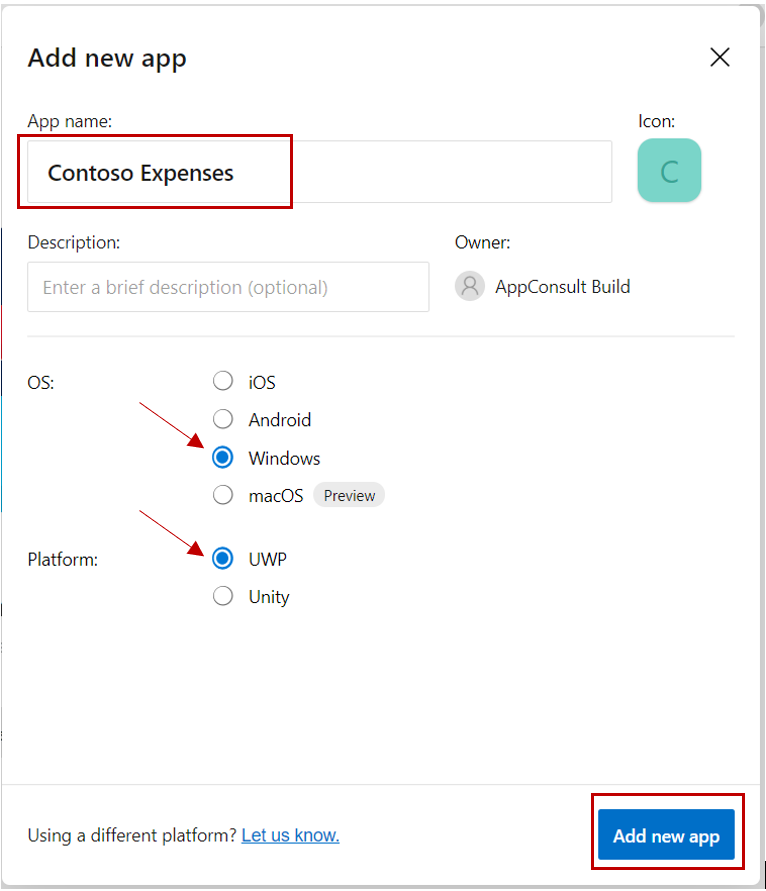 Add new app
App name:
Icon:
Contoso Expenses
C
Description:
Owner:
Enter a brief description (optional)
AppConsult Build
OS:
iOS
Android
Windows
macOS Preview
Platform:
UWP
Unity
Using a different platform? Let us know.
Add new app